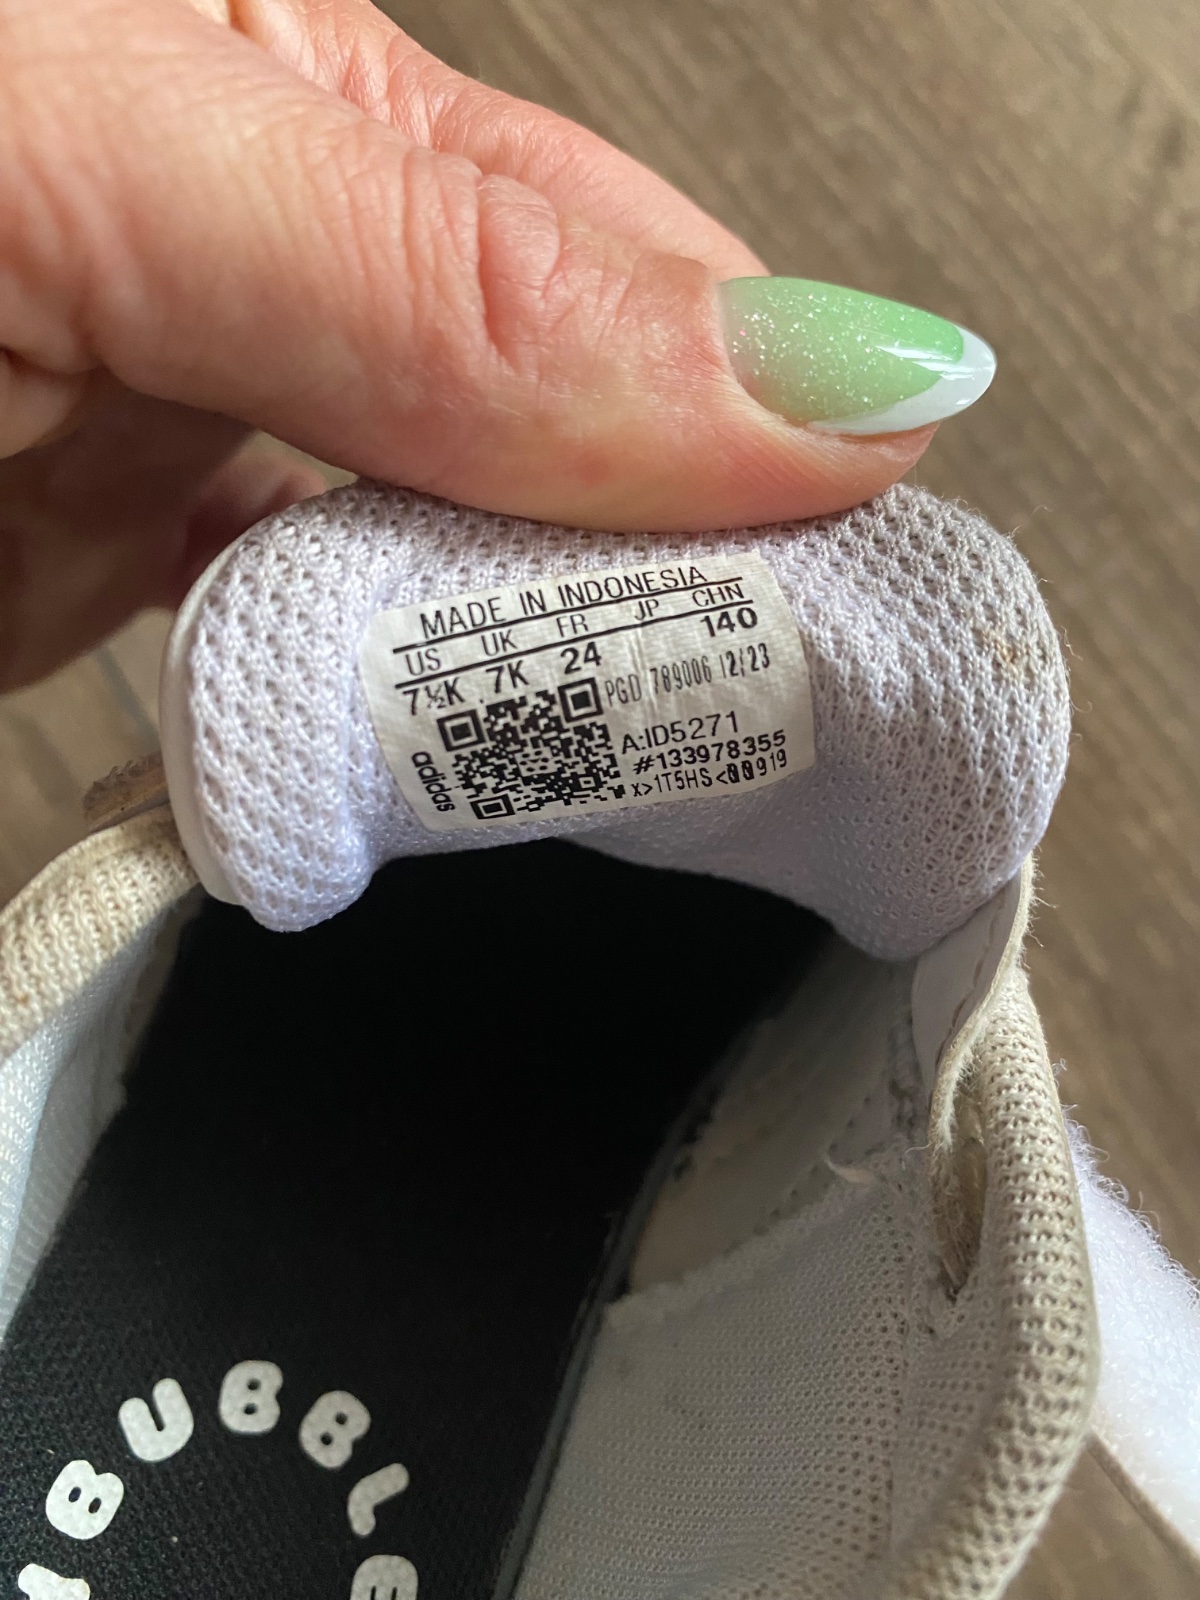 MADE IN INDONESIA
US UK FR JP CHN
7½K 7K 24 140
PGD 789006 12/23
A:ID5271
#133978355
x>1T5HS<00919
adidas
BUBBLE